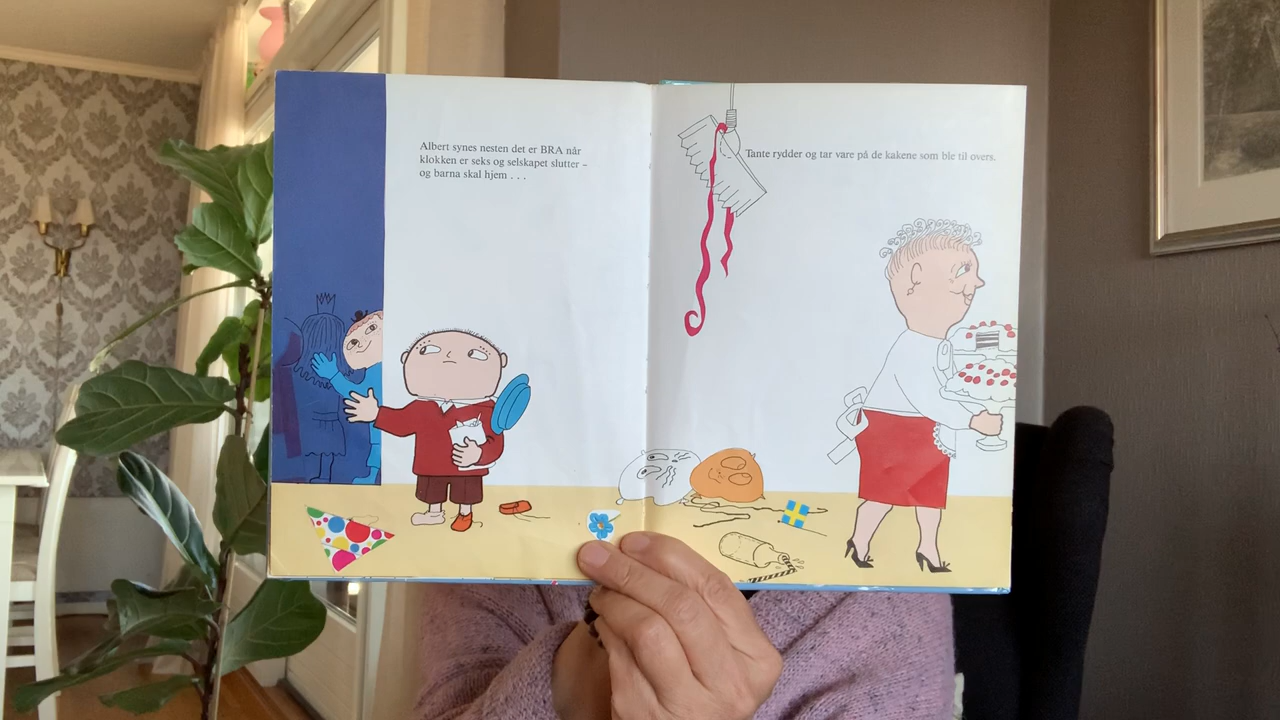 Albert synes nesten det er BRA når
klokken er seks og selskapet slutter –
og barna skal hjem . . .
Tante rydder og tar vare på de kakene som ble til overs.